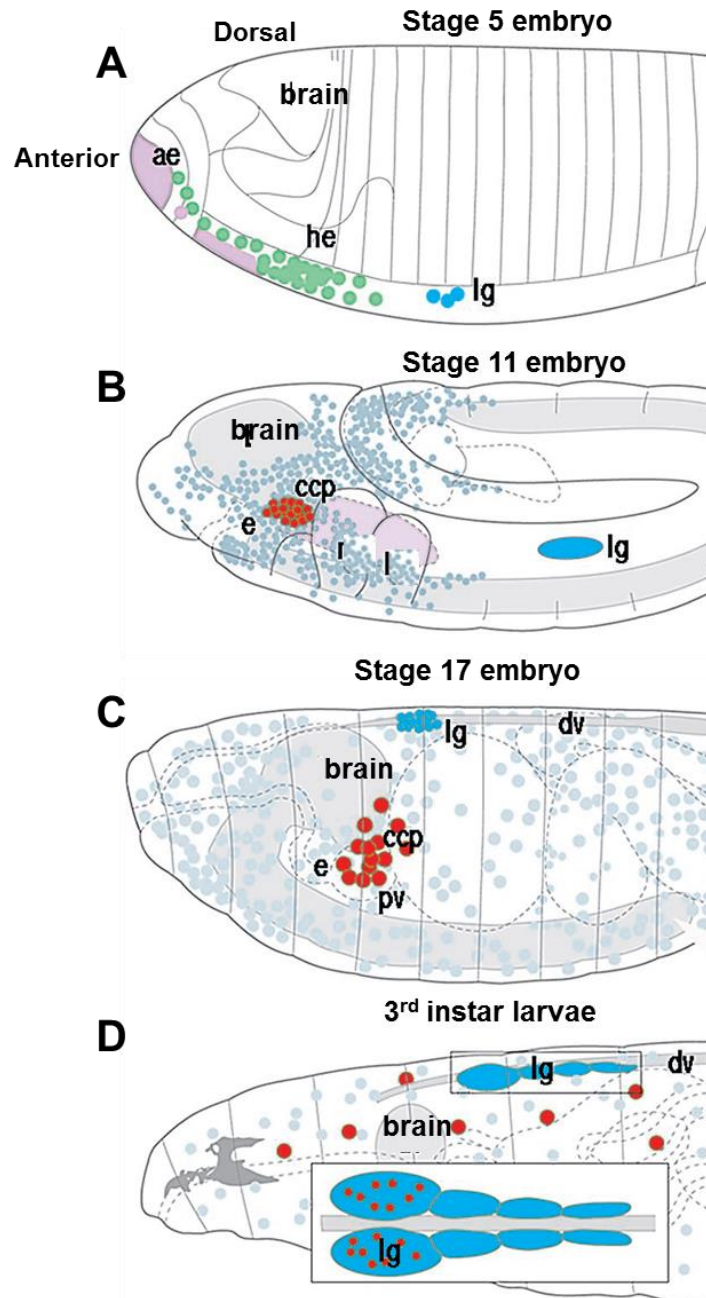 Stage 5 embryo
Dorsal
A
brain
Anterior
ae
he
lg
Stage 11 embryo
B
brain
ccp
e
r
l
lg
Stage 17 embryo
C
lg
dv
brain
ccp
e
pv
3rd instar larvae
D
lg
dv
brain
lg